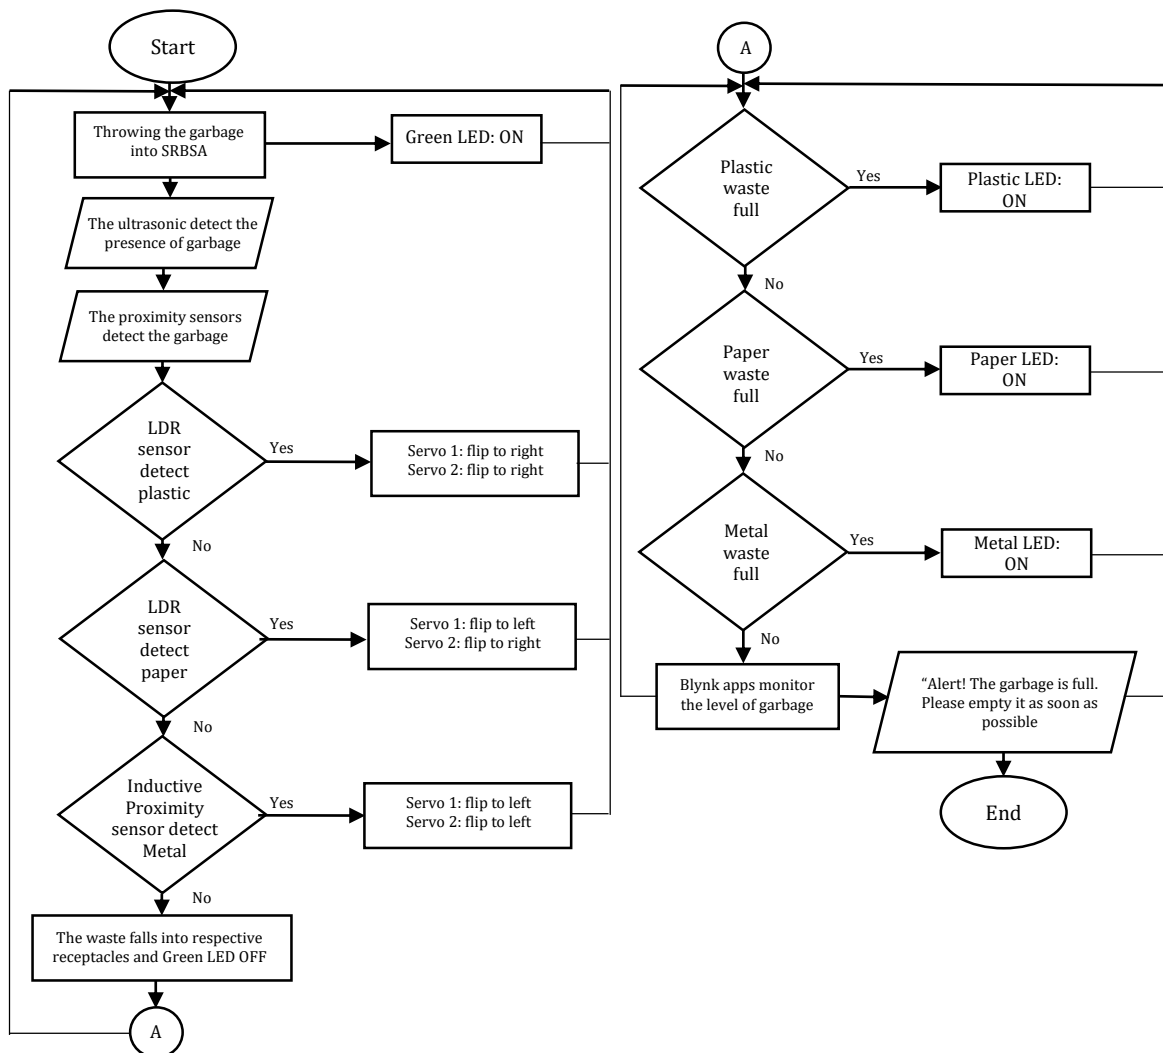 Start
Throwing the garbage
into SRBSA
Green LED: ON
The ultrasonic detect the
presence of garbage
The proximity sensors
detect the garbage
LDR
sensor
detect
plastic
Yes
Servo 1: flip to right
Servo 2: flip to right
No
LDR
sensor
detect
paper
Yes
Servo 1: flip to left
Servo 2: flip to right
No
Inductive
Proximity
sensor detect
Metal
Yes
Servo 1: flip to left
Servo 2: flip to left
No
The waste falls into respective
receptacles and Green LED OFF
A
A
Plastic
waste
full
Yes
Plastic LED:
ON
No
Paper
waste
full
Yes
Paper LED:
ON
No
Metal
waste
full
Yes
Metal LED:
ON
No
Blynk apps monitor
the level of garbage
“Alert! The garbage is full.
Please empty it as soon as
possible
End